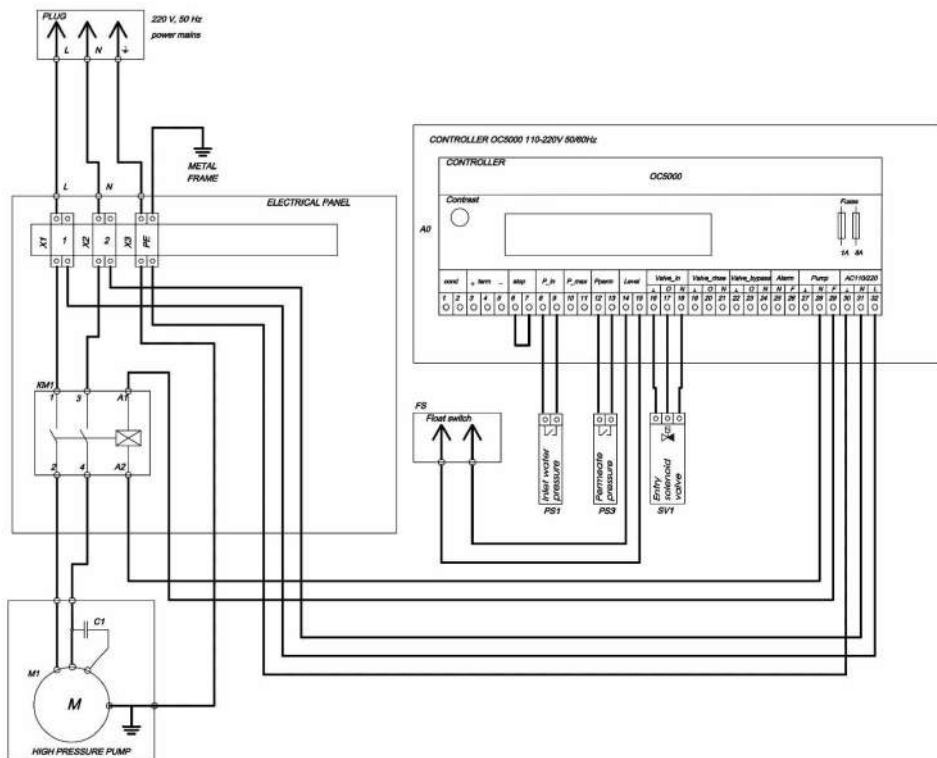 PLUG
220 V, 50 Hz
power mains
L N
METAL
FRAME
L N
ELECTRICAL PANEL
X1 1 X2 2 X3 PE
KM1
1 3 A1
2 4 A2
C1
M1
M
HIGH PRESSURE PUMP
CONTROLLER OC5000 110-220V 50/60Hz
CONTROLLER
OC5000
Contrast
Fuses
A0
1A 8A
cond + term - stop P_in P_max Pperm Level Valve_in Valve_rinse Valve_bypass Alarm Pump AC110/220
O N O N O N N F N F N L
1 2 3 4 5 6 7 8 9 10 11 12 13 14 15 16 17 18 19 20 21 22 23 24 25 26 27 28 29 30 31 32
FS
Float switch
Inlet water
pressure
PS1
Permeate
pressure
PS3
Entry
solenoid
valve
SV1